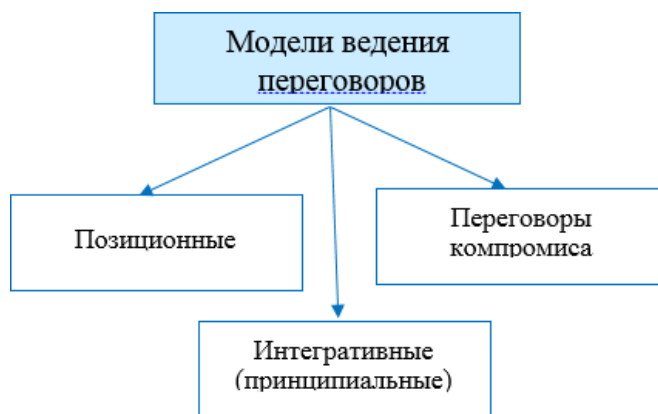 Модели ведения
переговоров
Позиционные
Переговоры
компромиса
Интегративные
(принципиальные)